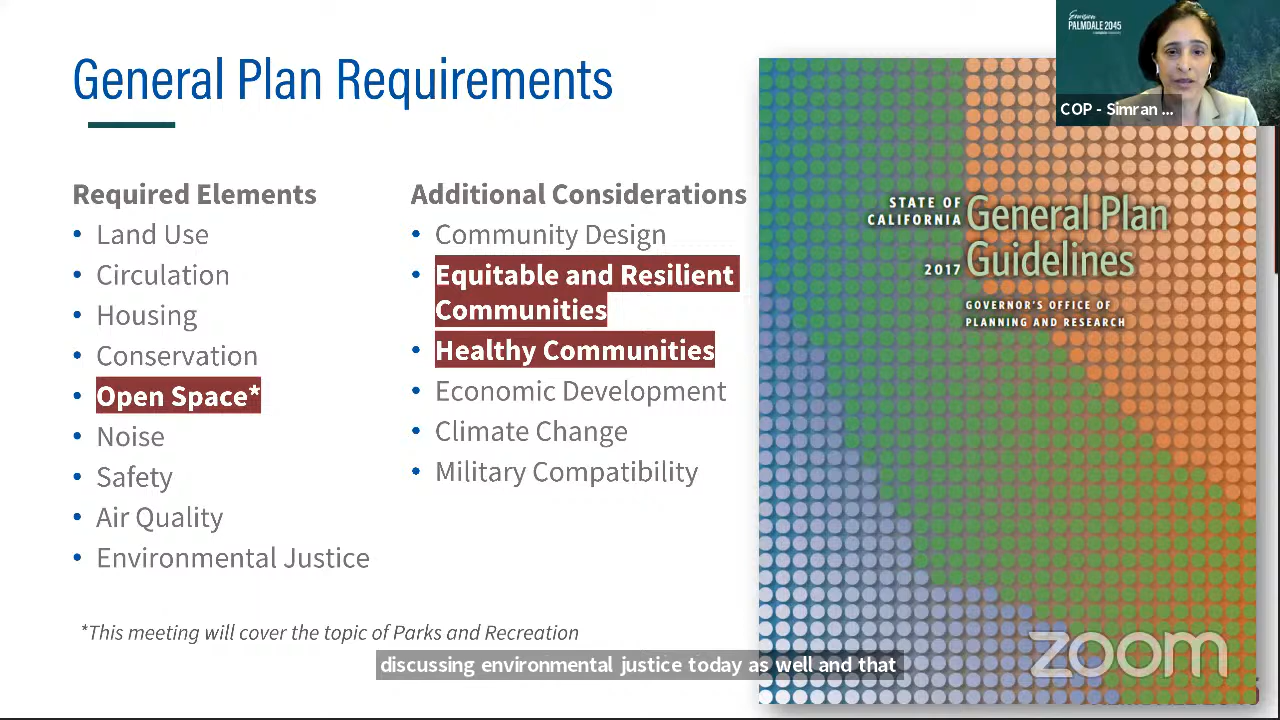 General Plan Requirements
Required Elements
• Land Use
• Circulation
• Housing
• Conservation
• Open Space*
• Noise
• Safety
• Air Quality
• Environmental Justice
Additional Considerations
• Community Design
• Equitable and Resilient
Communities
• Healthy Communities
• Economic Development
• Climate Change
• Military Compatibility
*This meeting will cover the topic of Parks and Recreation
STATE OF
CALIFORNIA
General Plan
2017 Guidelines
GOVERNOR'S OFFICE OF
PLANNING AND RESEARCH
Envision
PALMDALE 2045
COP - Simran ...
zoom
discussing environmental justice today as well and that